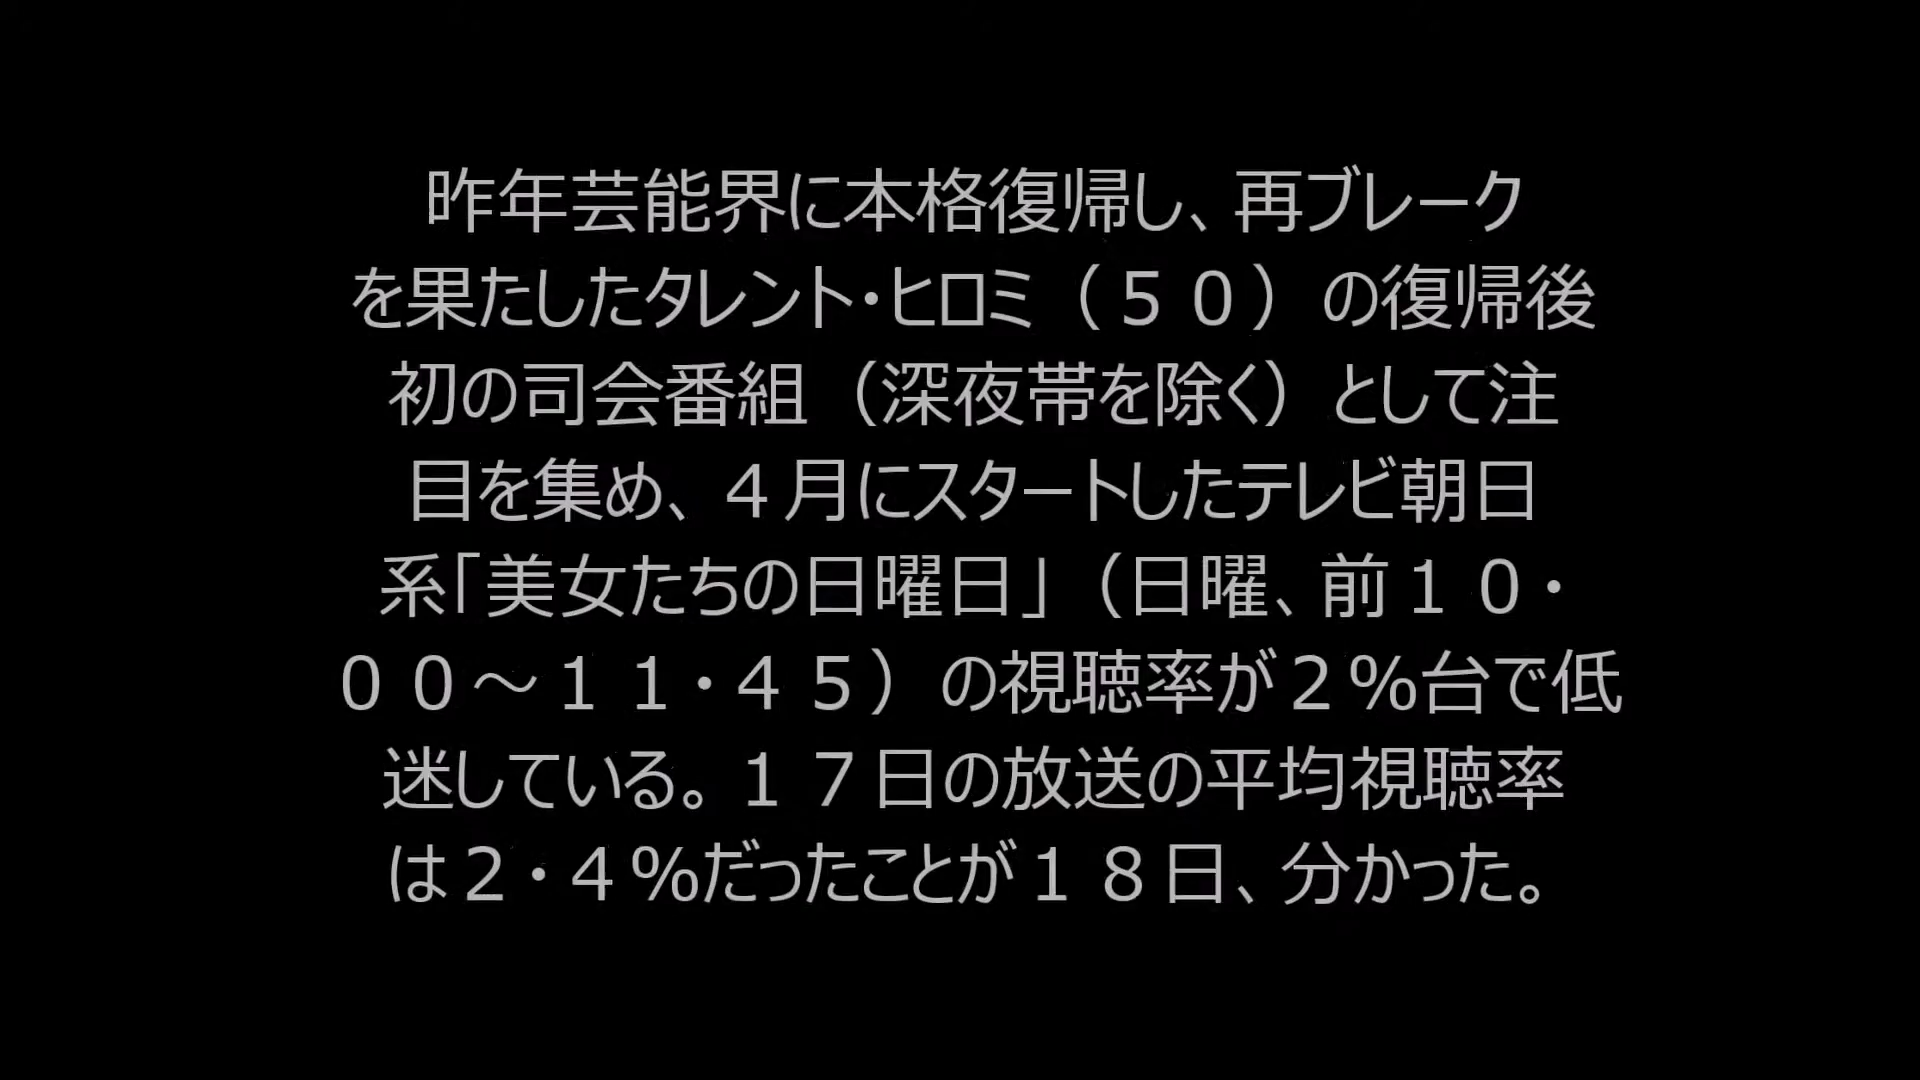 昨年芸能界に本格復帰し、再ブレーク
を果たしたタレント・ヒロミ（５０）の復帰後
初の司会番組（深夜帯を除く）として注
目を集め、４月にスタートしたテレビ朝日
系「美女たちの日曜日」（日曜、前１０・
００～１１・４５）の視聴率が２％台で低
迷している。１７日の放送の平均視聴率
は２・４％だったことが１８日、分かった。